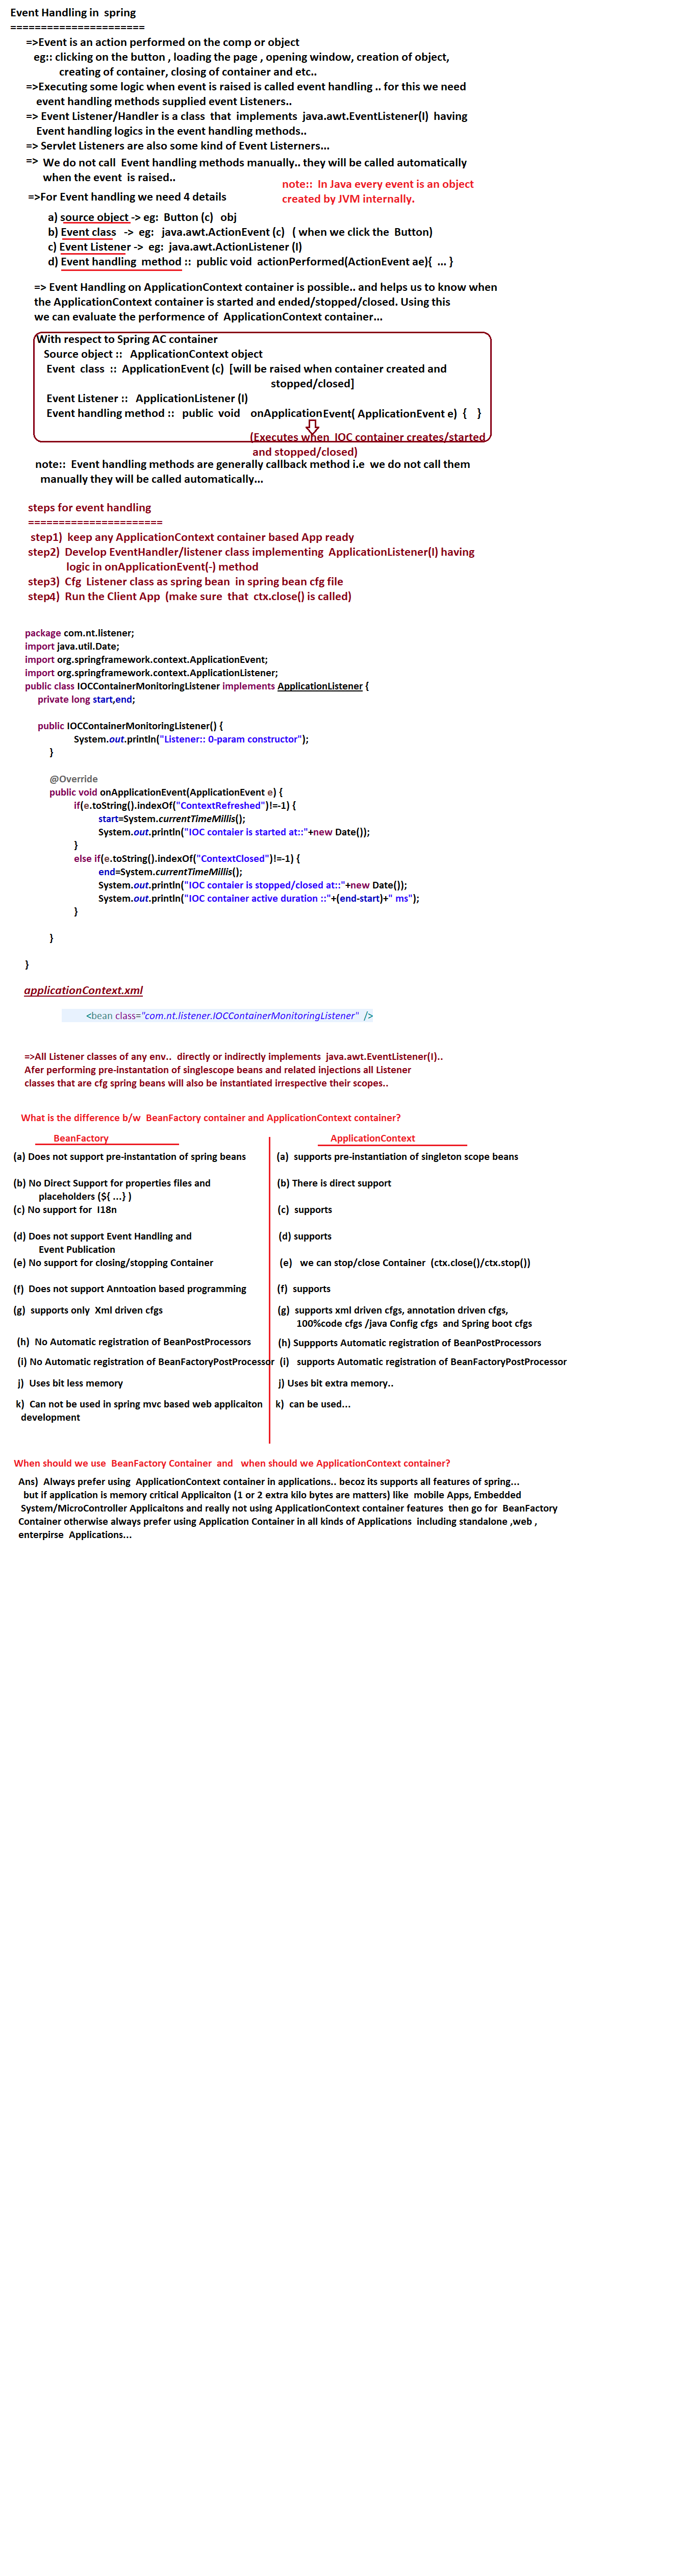 Event Handling in spring
======================
=>Event is an action performed on the comp or object
eg:: clicking on the button , loading the page , opening window, creation of object,
creating of container, closing of container and etc..
=>Executing some logic when event is raised is called event handling .. for this we need
event handling methods supplied event Listeners..
=> Event Listener/Handler is a class that implements java.awt.EventListener(I) having
Event handling logics in the event handling methods..
=> Servlet Listeners are also some kind of Event Listerners...
=> We do not call Event handling methods manually.. they will be called automatically
when the event is raised..
note:: In Java every event is an object
created by JVM internally.
=>For Event handling we need 4 details
a) source object -> eg: Button (c) obj
b) Event class -> eg: java.awt.ActionEvent (c) ( when we click the Button)
c) Event Listener -> eg: java.awt.ActionListener (I)
d) Event handling method :: public void actionPerformed(ActionEvent ae){ ... }
=> Event Handling on ApplicationContext container is possible.. and helps us to know when
the ApplicationContext container is started and ended/stopped/closed. Using this
we can evaluate the performence of ApplicationContext container...
With respect to Spring AC container
Source object :: ApplicationContext object
Event class :: ApplicationEvent (c) [will be raised when container created and
stopped/closed]
Event Listener :: ApplicationListener (I)
Event handling method :: public void onApplicationEvent( ApplicationEvent e) { }
(Executes when IOC container creates/started
and stopped/closed)
note:: Event handling methods are generally callback method i.e we do not call them
manually they will be called automatically...
steps for event handling
======================
step1) keep any ApplicationContext container based App ready
step2) Develop EventHandler/listener class implementing ApplicationListener(I) having
logic in onApplicationEvent(-) method
step3) Cfg Listener class as spring bean in spring bean cfg file
step4) Run the Client App (make sure that ctx.close() is called)
package com.nt.listener;
import java.util.Date;
import org.springframework.context.ApplicationEvent;
import org.springframework.context.ApplicationListener;
public class IOCContainerMonitoringListener implements ApplicationListener {
private long start,end;
public IOCContainerMonitoringListener() {
System.out.println("Listener:: 0-param constructor");
}
@Override
public void onApplicationEvent(ApplicationEvent e) {
if(e.toString().indexOf("ContextRefreshed")!=-1) {
start=System.currentTimeMillis();
System.out.println("IOC contaier is started at::"+new Date());
}
else if(e.toString().indexOf("ContextClosed")!=-1) {
end=System.currentTimeMillis();
System.out.println("IOC contaier is stopped/closed at::"+new Date());
System.out.println("IOC container active duration ::"+(end-start)+" ms");
}
}
}
applicationContext.xml
<bean class="com.nt.listener.IOCContainerMonitoringListener" />
=>All Listener classes of any env.. directly or indirectly implements java.awt.EventListener(I)..
Afer performing pre-instantation of singlescope beans and related injections all Listener
classes that are cfg spring beans will also be instantiated irrespective their scopes..
What is the difference b/w BeanFactory container and ApplicationContext container?
BeanFactory
ApplicationContext
(a) Does not support pre-instantation of spring beans
(a) supports pre-instantiation of singleton scope beans
(b) No Direct Support for properties files and
placeholders (${ ...} )
(b) There is direct support
(c) No support for I18n
(c) supports
(d) Does not support Event Handling and
Event Publication
(d) supports
(e) No support for closing/stopping Container
(e) we can stop/close Container (ctx.close()/ctx.stop())
(f) Does not support Anntoation based programming
(f) supports
(g) supports only Xml driven cfgs
(g) supports xml driven cfgs, annotation driven cfgs,
100%code cfgs /java Config cfgs and Spring boot cfgs
(h) No Automatic registration of BeanPostProcessors
(h) Suppports Automatic registration of BeanPostProcessors
(i) No Automatic registration of BeanFactoryPostProcessor
(i) supports Automatic registration of BeanFactoryPostProcessor
j) Uses bit less memory
j) Uses bit extra memory..
k) Can not be used in spring mvc based web applicaiton
development
k) can be used...
When should we use BeanFactory Container and when should we ApplicationContext container?
Ans) Always prefer using ApplicationContext container in applications.. becoz its supports all features of spring...
but if application is memory critical Applicaiton (1 or 2 extra kilo bytes are matters) like mobile Apps, Embedded
System/MicroController Applicaitons and really not using ApplicationContext container features then go for BeanFactory
Container otherwise always prefer using Application Container in all kinds of Applications including standalone ,web ,
enterpirse Applications...